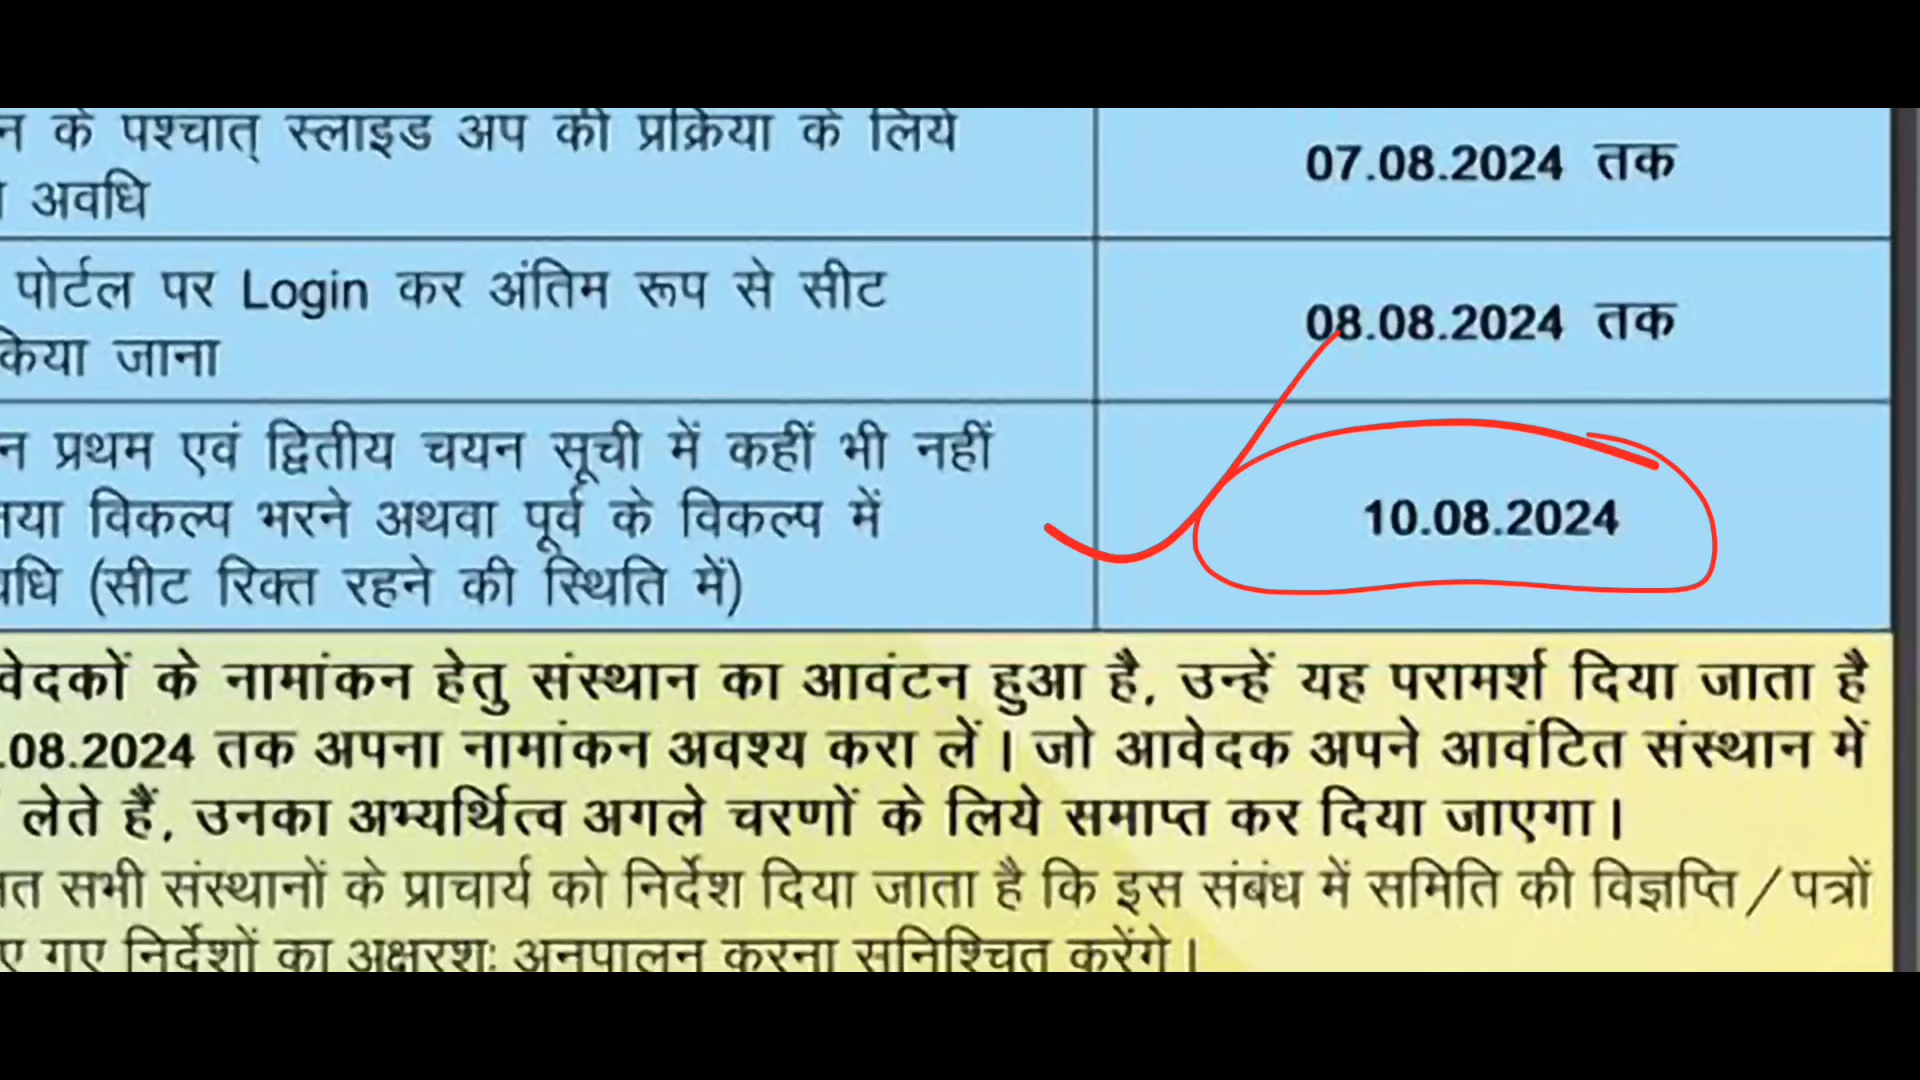 न के पश्चात् स्लाइड अप की प्रक्रिया के लिये
अवधि
07.08.2024 तक
पोर्टल पर Login कर अंतिम रूप से सीट
किया जाना
08.08.2024 तक
न प्रथम एवं द्वितीय चयन सूची में कहीं भी नहीं
नया विकल्प भरने अथवा पूर्व के विकल्प में
(सीट रिक्त रहने की स्थिति में)
10.08.2024
वेदकों के नामांकन हेतु संस्थान का आवंटन हुआ है, उन्हें यह परामर्श दिया जाता है
.08.2024 तक अपना नामांकन अवश्य करा लें। जो आवेदक अपने आवंटित संस्थान में
लेते हैं, उनका अभ्यर्थित्व अगले चरणों के लिये समाप्त कर दिया जाएगा।
सभी संस्थानों के प्राचार्य को निर्देश दिया जाता है कि इस संबंध में समिति की विज्ञप्ति / पत्रों
ए गए निर्देशों का अक्षरशः अनुपालन करना सुनिश्चित करेंगे।